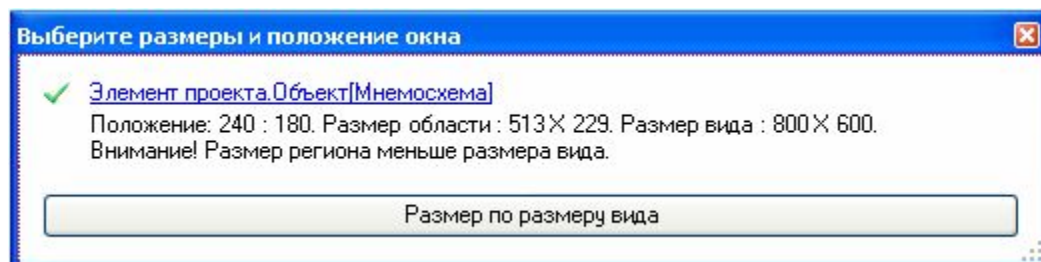 Выберите размеры и положение окна
Элемент проекта.Объект[Мнемосхема]
Положение: 240 : 180. Размер области : 513 X 229. Размер вида : 800 X 600.
Внимание! Размер региона меньше размера вида.
Размер по размеру вида